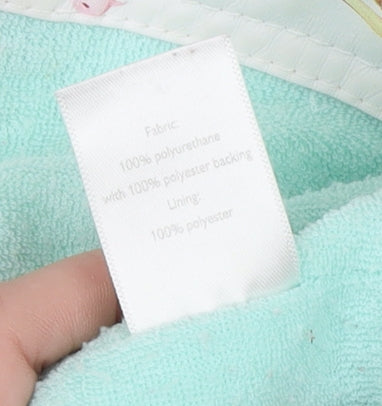 Fabric:
100% polyurethane
with 100% polyester backing
Lining:
100% polyester